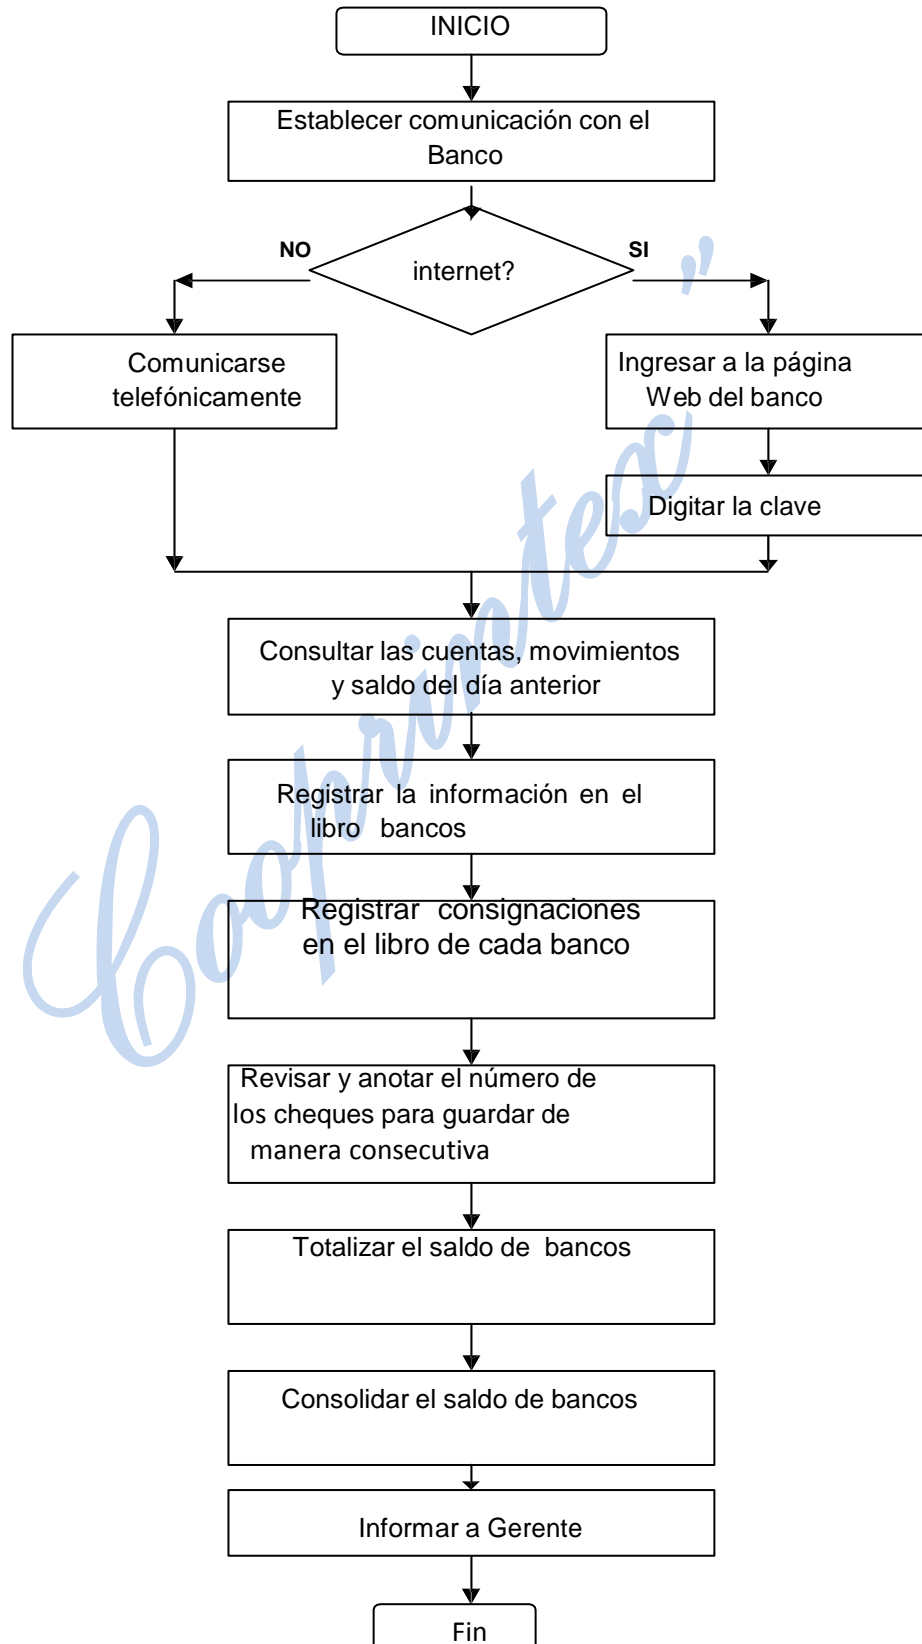 INICIO
Establecer comunicación con el
Banco
NO
SI
internet?
Comunicarse
telefónicamente
Ingresar a la página
Web del banco
Digitar la clave
Consultar las cuentas, movimientos
y saldo del día anterior
Registrar la información en el
libro bancos
Registrar consignaciones
en el libro de cada banco
Revisar y anotar el número de
los cheques para guardar de
manera consecutiva
Totalizar el saldo de bancos
Consolidar el saldo de bancos
Informar a Gerente
Fin
Cooprintex”